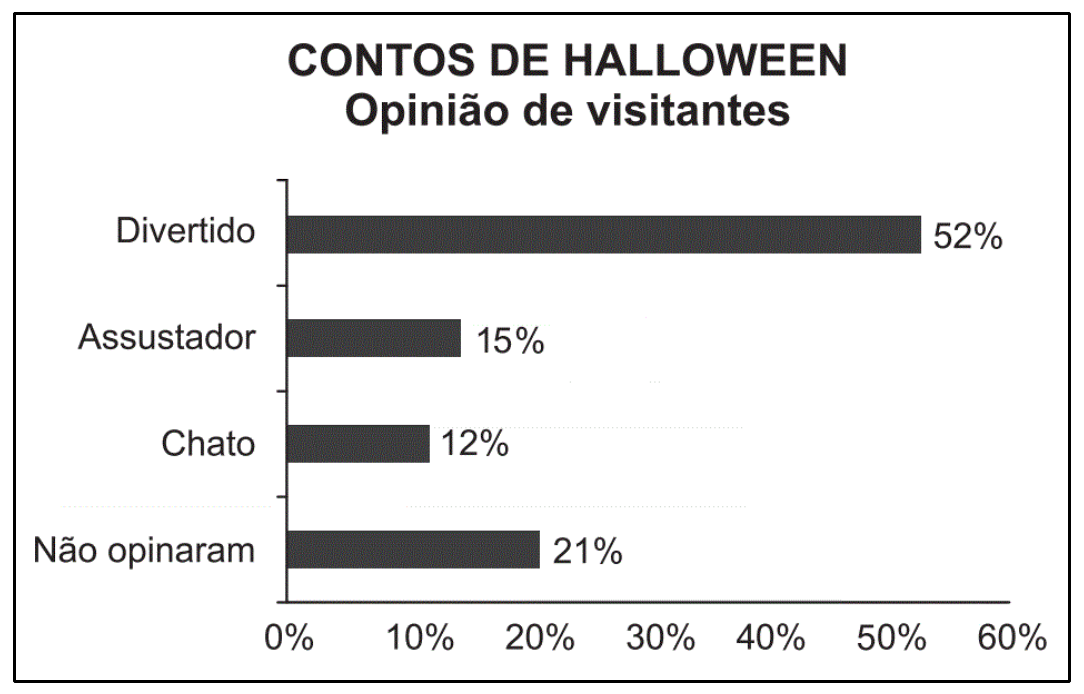 CONTOS DE HALLOWEEN
Opinião de visitantes
Divertido
52%
Assustador
15%
Chato
12%
Não opinaram
21%
0% 10% 20% 30% 40% 50% 60%